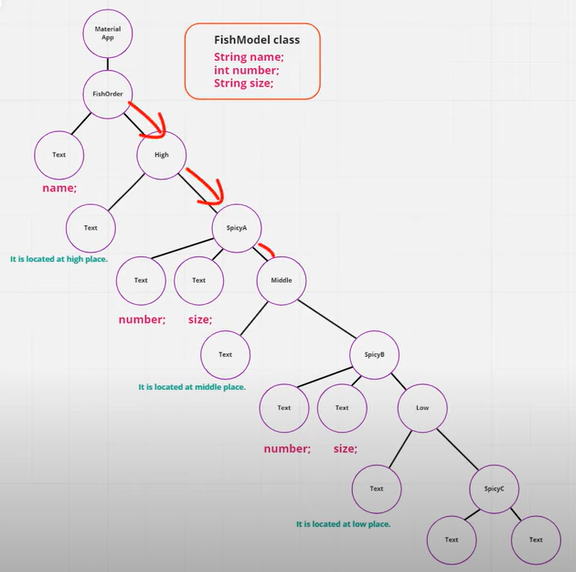 Material
App
FishModel class
String name;
int number;
String size;
FishOrder
Text
High
name;
Text
SpicyA
It is located at high place.
Text
Text
Middle
number;
size;
Text
SpicyB
It is located at middle place.
Text
Text
Low
number;
size;
Text
SpicyC
It is located at low place.
Text
Text